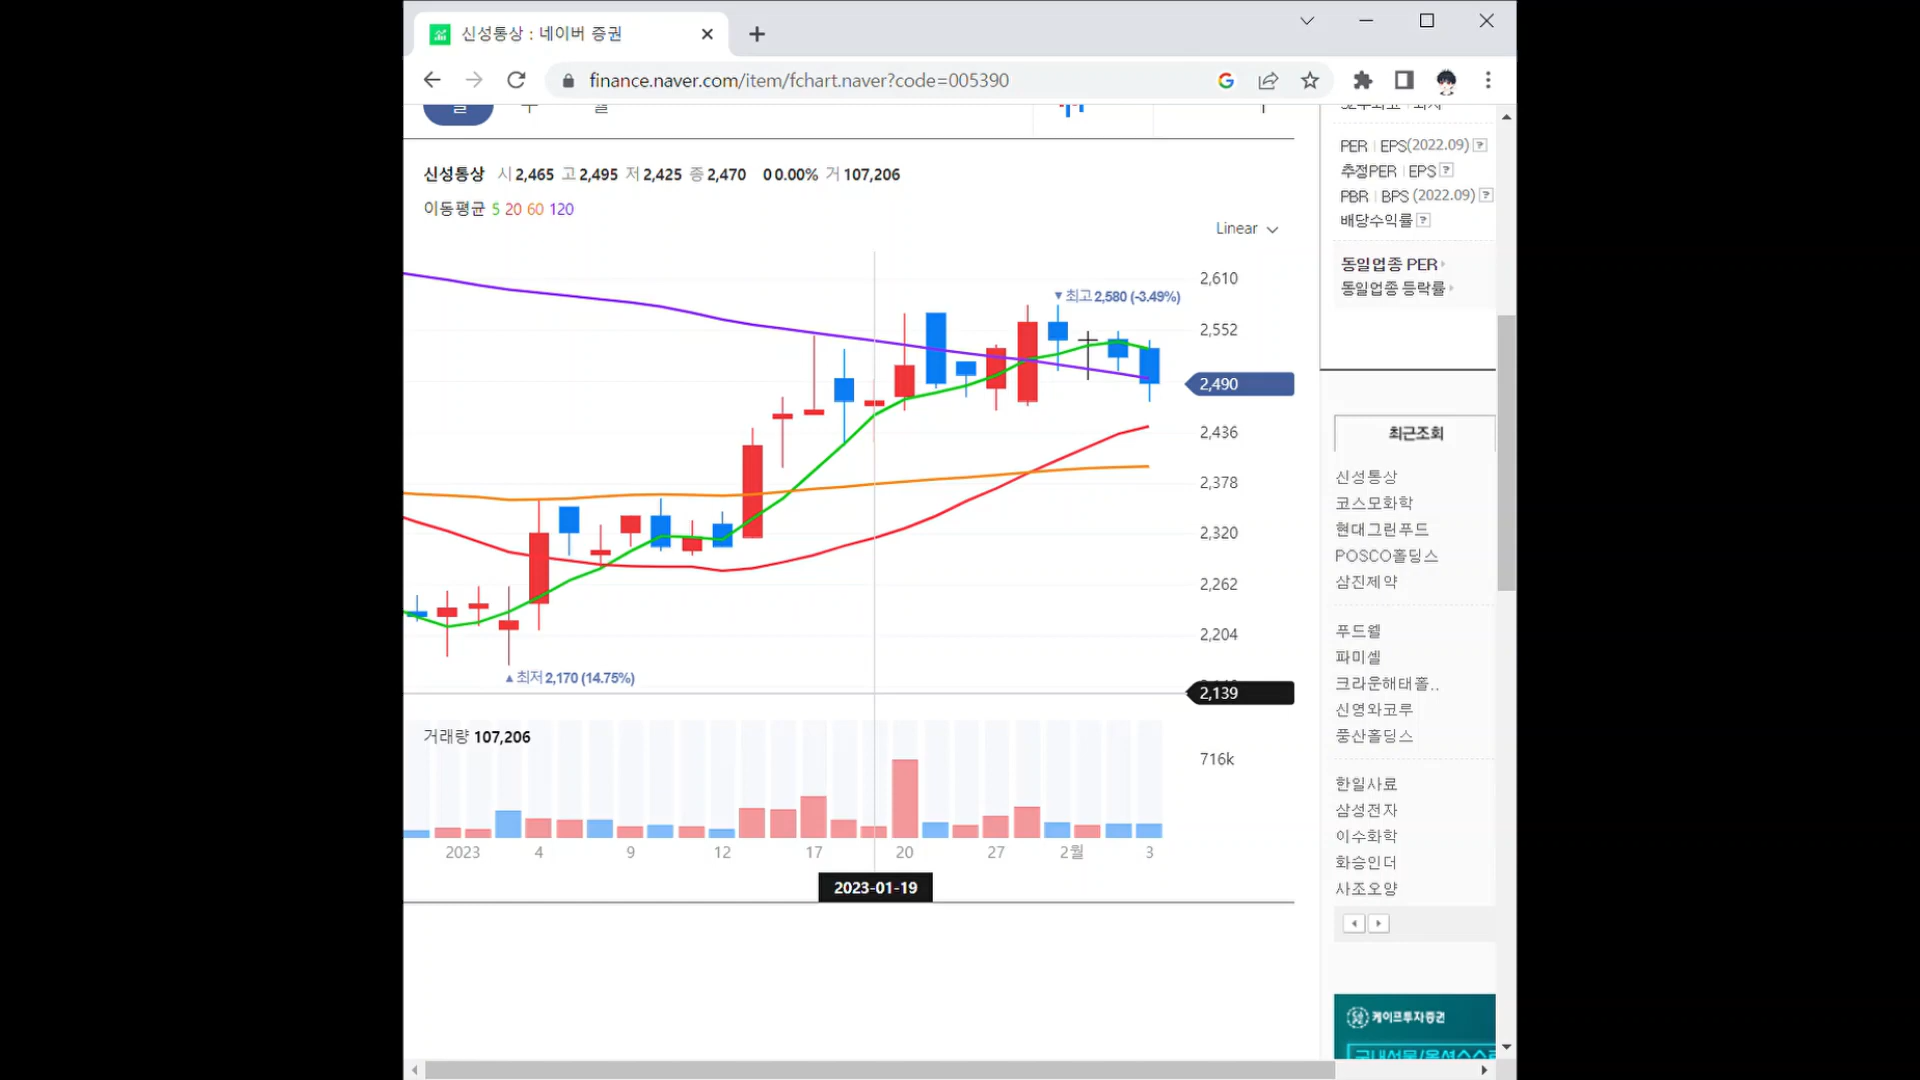 신성통상 : 네이버 증권
finance.naver.com/item/fchart.naver?code=005390
신성통상 시 2,465 고 2,495 저 2,425 종 2,470 0 0.00% 거 107,206
이동평균 5 20 60 120
Linear
2,610
▼최고 2,580 (-3.49%)
2,552
2,490
2,436
2,378
2,320
2,262
2,204
▲최저 2,170 (14.75%)
2,139
거래량 107,206
716k
2023 4 9 12 17 20 27 2월 3
2023-01-19
PER | EPS(2022.09) ?
추정PER | EPS ?
PBR | BPS (2022.09) ?
배당수익률 ?
동일업종 PER
동일업종 등락률
최근조회
신성통상
코스모화학
현대그린푸드
POSCO홀딩스
삼진제약
푸드웰
파미셀
크라운해태홀..
신영와코루
풍산홀딩스
한일사료
삼성전자
이수화학
화승인더
사조오양
케이프투자증권